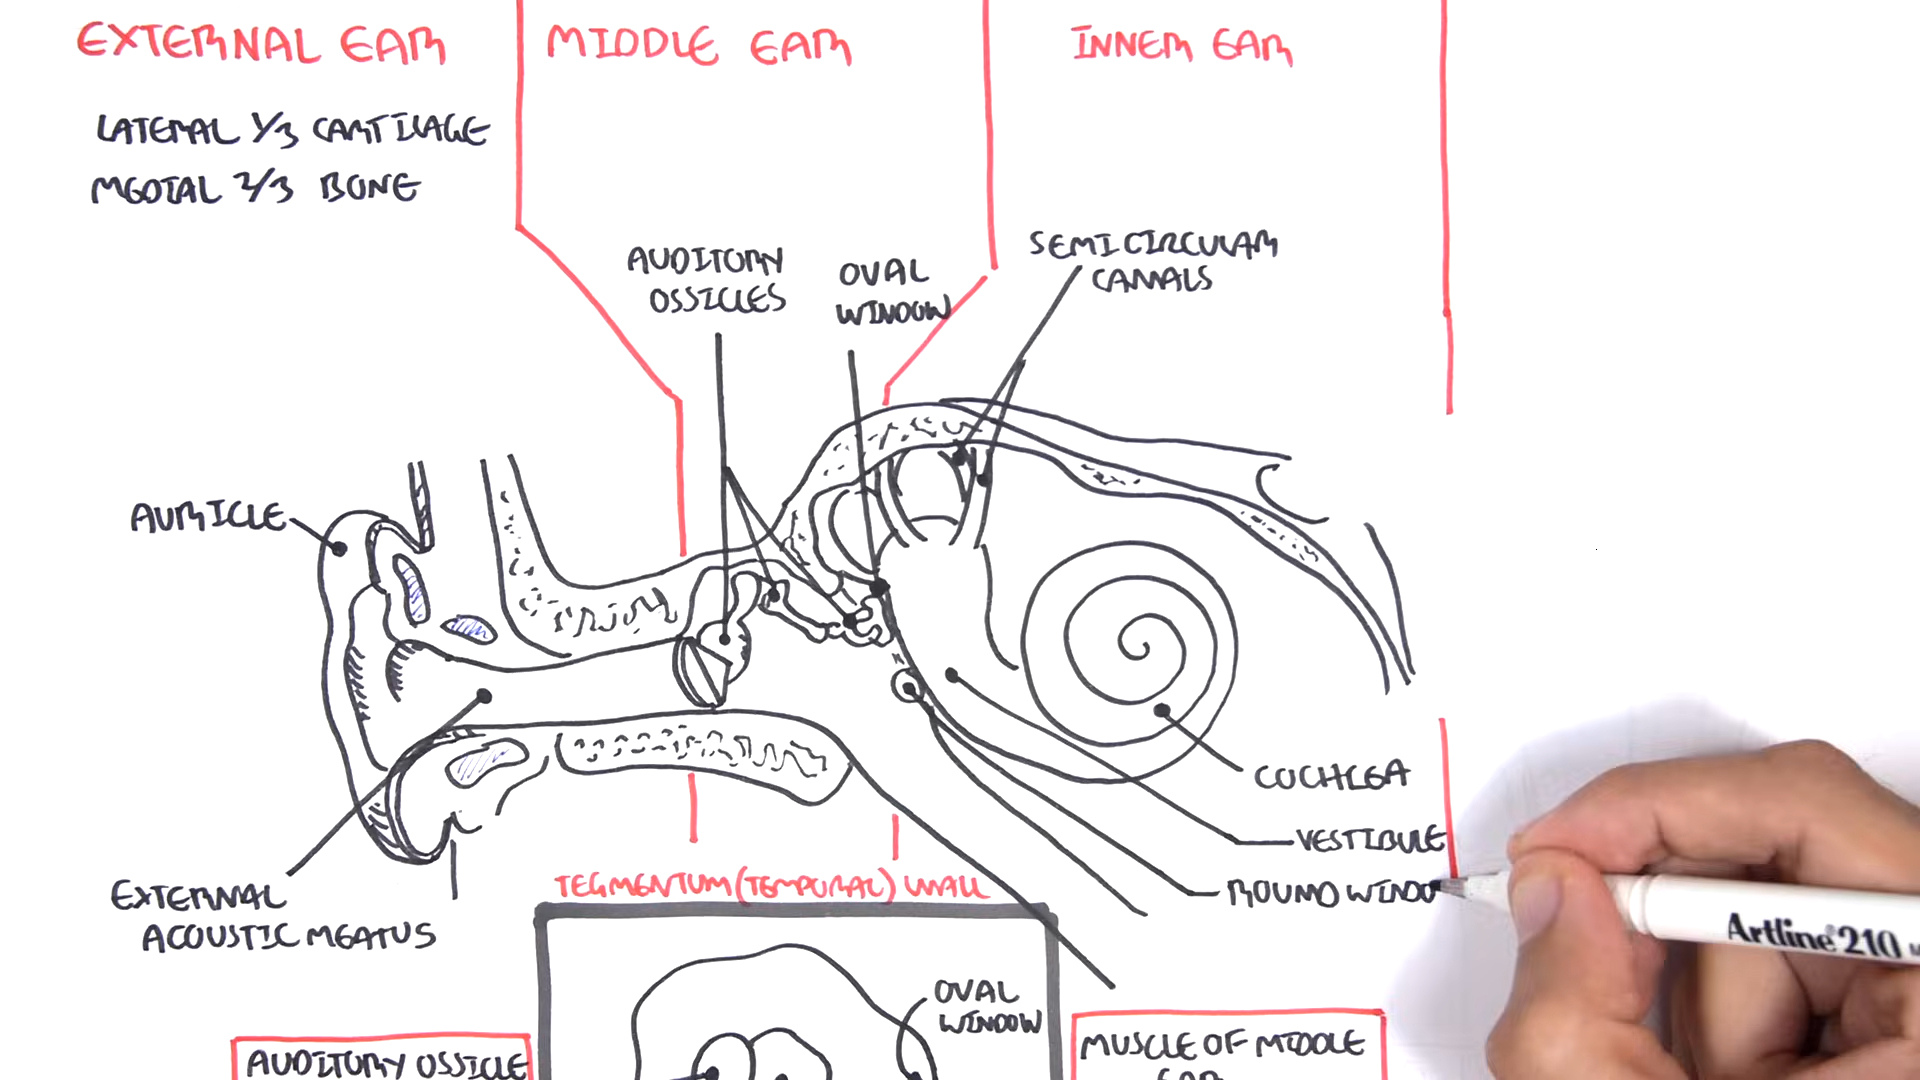 EXTERNAL EAR
MIDDLE EAR
INNER EAR
LATERAL 1/3 CARTILAGE
2/3 BONE
AUDITORY
OSSICLES
OVAL
WINDOW
SEMICIRCULAR
CANALS
AURICLE
EXTERNAL
ACOUSTIC MEATUS
COCHLEA
VESTIBULE
ROUND WINDO
TEGMENTUM (TEMPORAL) WALL
OVAL
WINDOW
AUDITORY OSSICLE
MUSCLE OF MIDDLE
EAR
Artline 210